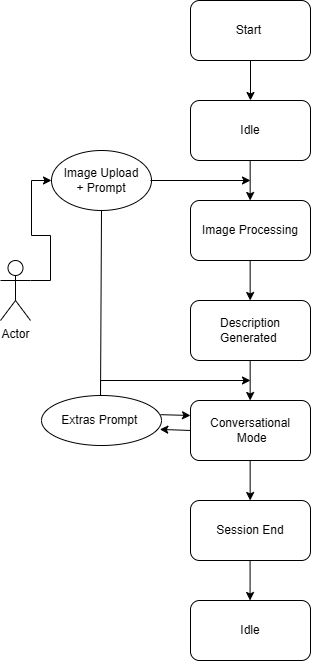 Start
Idle
Image Upload
+ Prompt
Image Processing
Actor
Description
Generated
Extras Prompt
Conversational
Mode
Session End
Idle